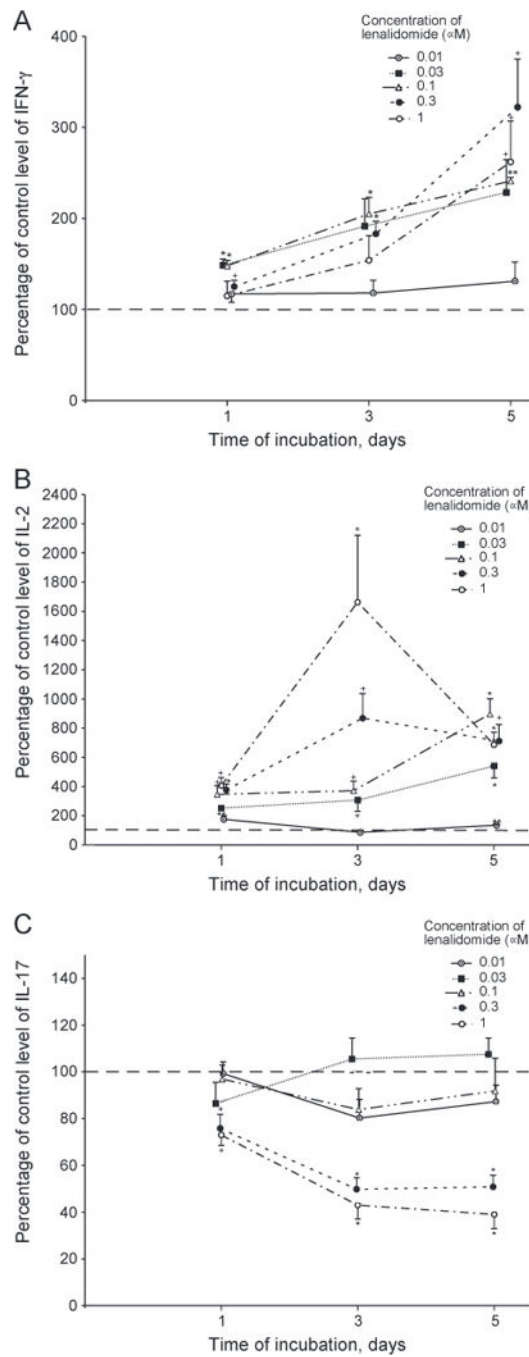 A
Concentration of
lenalidomide (∝M)
0.01
0.03
0.1
0.3
1
Percentage of control level of IFN-γ
400
300
200
100
0
1 3 5
Time of incubation, days
B
Concentration of
lenalidomide (∝M
0.01
0.03
0.1
0.3
1
Percentage of control level of IL-2
2400
2200
2000
1800
1600
1400
1200
1000
800
600
400
200
0
1 3 5
Time of incubation, days
C
Concentration of
lenalidomide (∝M
0.01
0.03
0.1
0.3
1
Percentage of control level of IL-17
140
120
100
80
60
40
20
0
1 3 5
Time of incubation, days